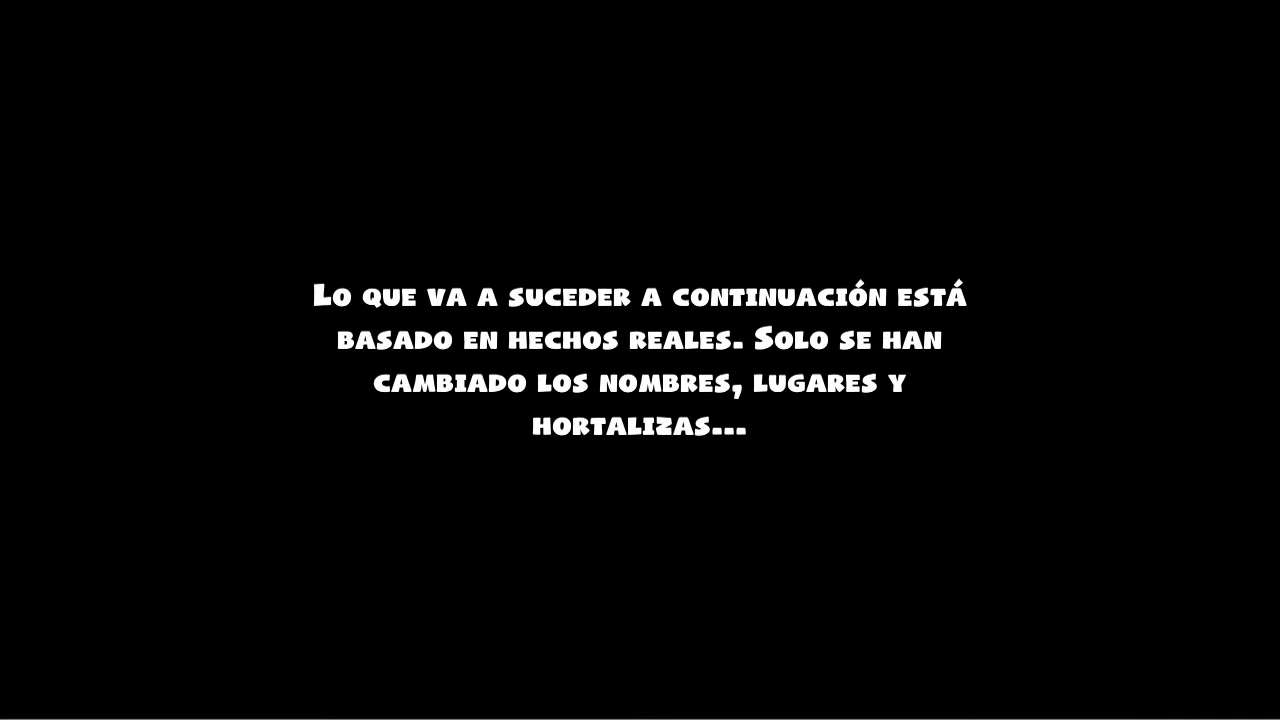 Lo que va a suceder a continuación está
basado en hechos reales. Solo se han
cambiado los nombres, lugares y
hortalizas...